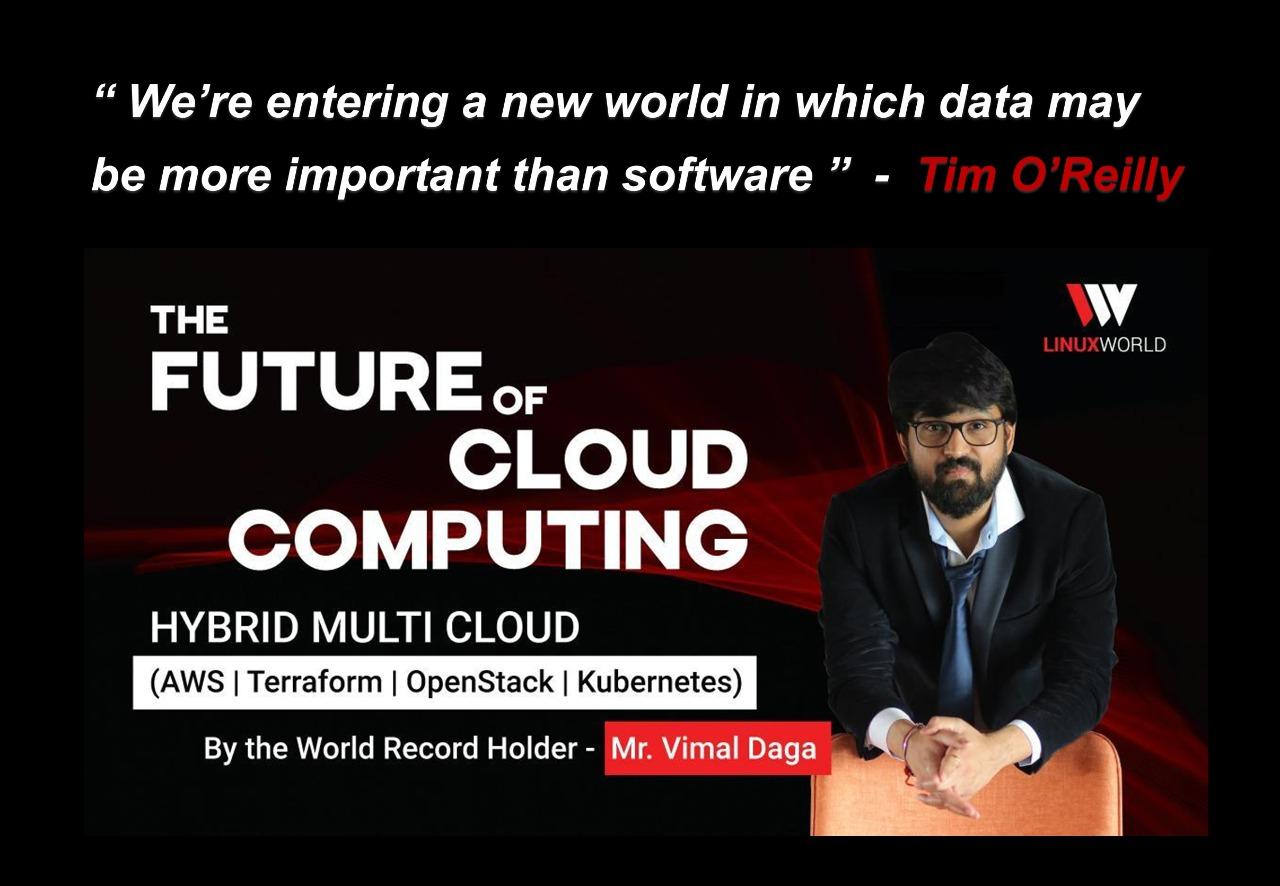 “ We’re entering a new world in which data may
be more important than software ” - Tim O’Reilly
THE
FUTURE OF
CLOUD
COMPUTING
HYBRID MULTI CLOUD
(AWS | Terraform | OpenStack | Kubernetes)
By the World Record Holder - Mr. Vimal Daga
LINUXWORLD